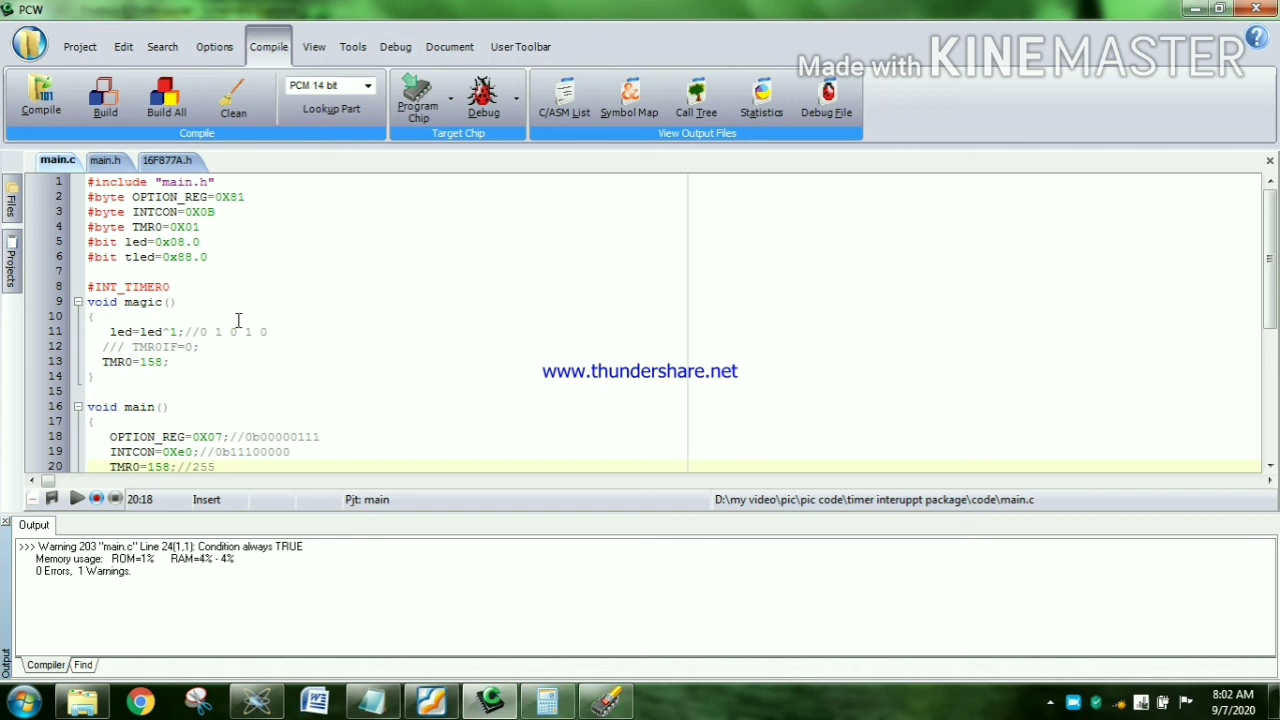 PCW
Project Edit Search Options Compile View Tools Debug Document User Toolbar
Made with KINEMASTER
Compile Build Build All Clean
PCM 14 bit
Lookup Part
Program Chip Debug
C/ASM List Symbol Map Call Tree Statistics Debug File
Compile Target Chip View Output Files
main.c main.h 16F877A.h
Files
Projects
1 #include "main.h"
2 #byte OPTION_REG=0X81
3 #byte INTCON=0X0B
4 #byte TMR0=0X01
5 #bit led=0x08.0
6 #bit tled=0x88.0
7
8 #INT_TIMER0
9 void magic()
10 {
11 led=led^1;//0 1 0 1 0
12 /// TMR0IF=0;
13 TMR0=158;
14 }
15
16 void main()
17 {
18 OPTION_REG=0X07;//0b00000111
19 INTCON=0Xe0;//0b11100000
20 TMR0=158;//255
www.thundershare.net
20:18 Insert Pjt: main D:\my video\pic\pic code\timer interuppt package\code\main.c
Output
>>> Warning 203 "main.c" Line 24(1,1): Condition always TRUE
Memory usage: ROM=1% RAM=4% - 4%
0 Errors, 1 Warnings.
Output
Compiler Find
8:02 AM
9/7/2020